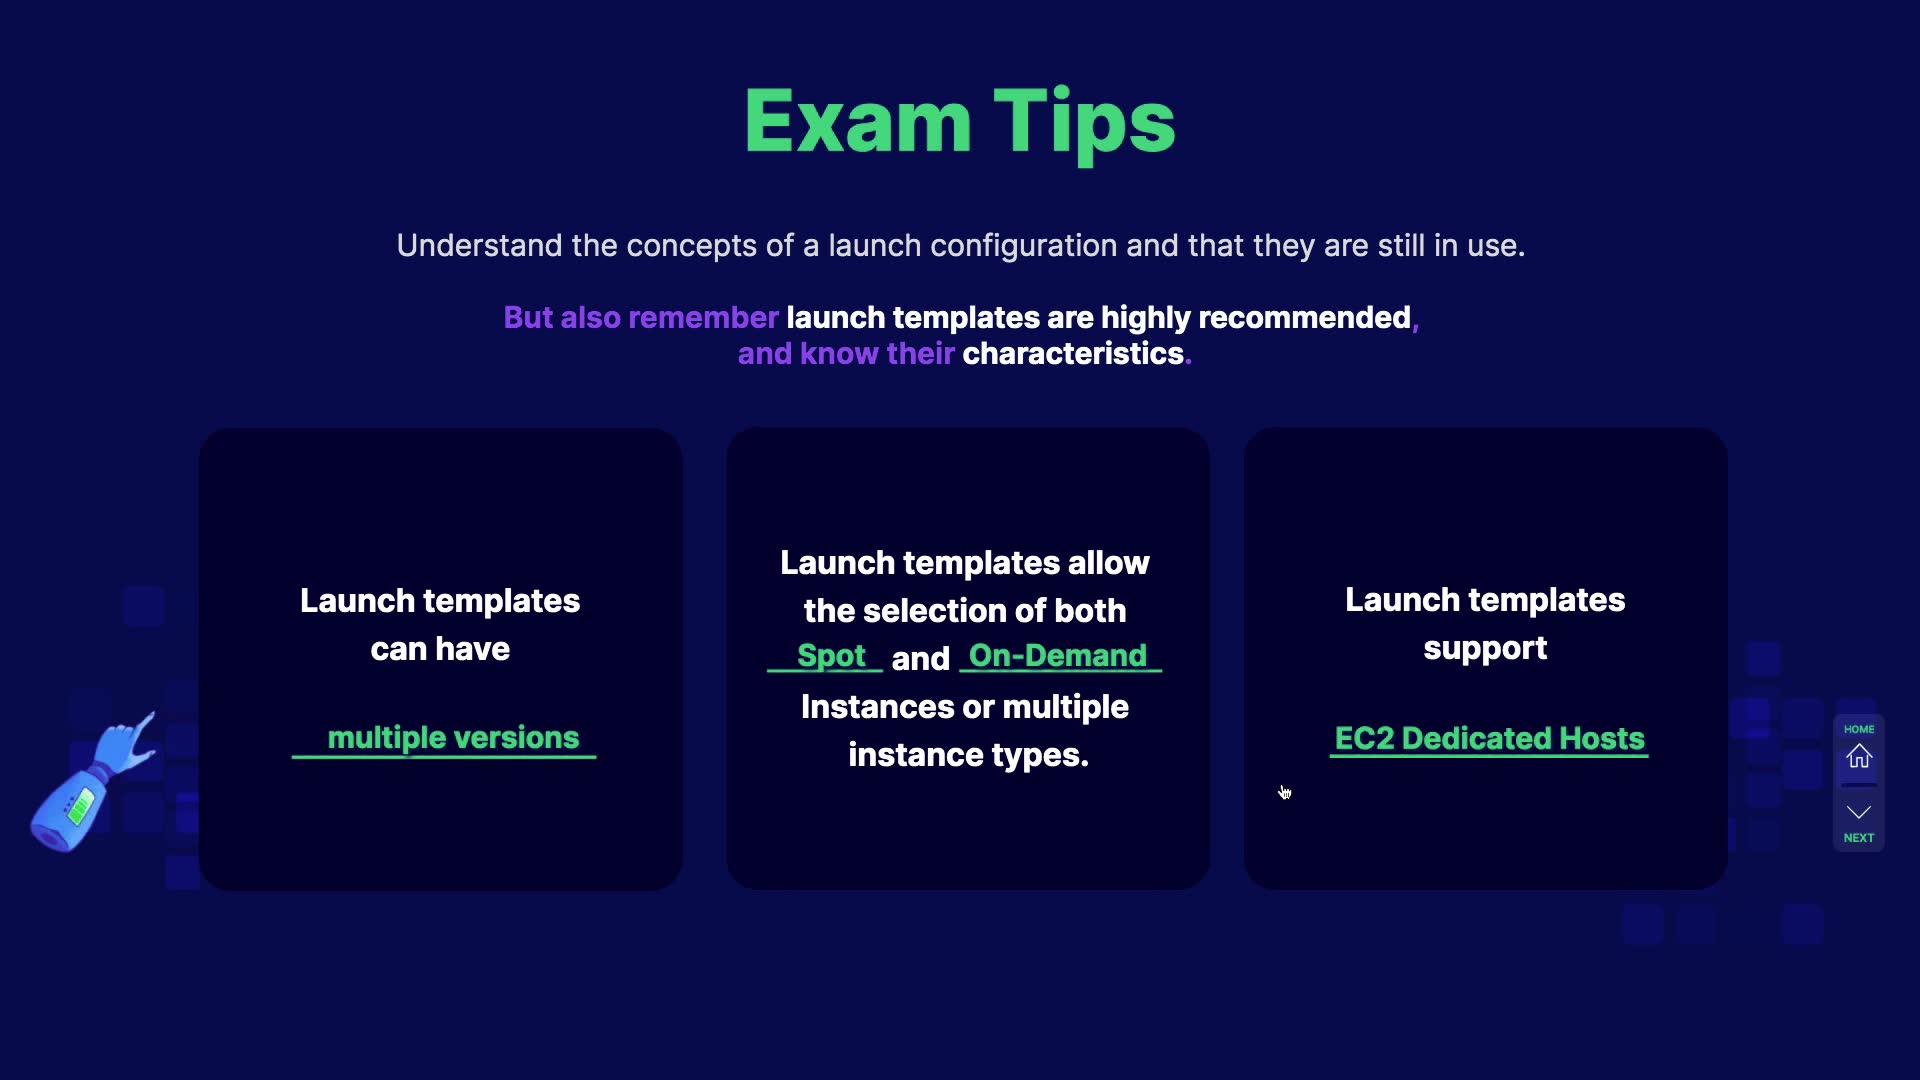 Exam Tips
Understand the concepts of a launch configuration and that they are still in use.
But also remember launch templates are highly recommended,
and know their characteristics.
Launch templates
can have
multiple versions
Launch templates allow
the selection of both
Spot and On-Demand
Instances or multiple
instance types.
Launch templates
support
EC2 Dedicated Hosts
HOME
NEXT